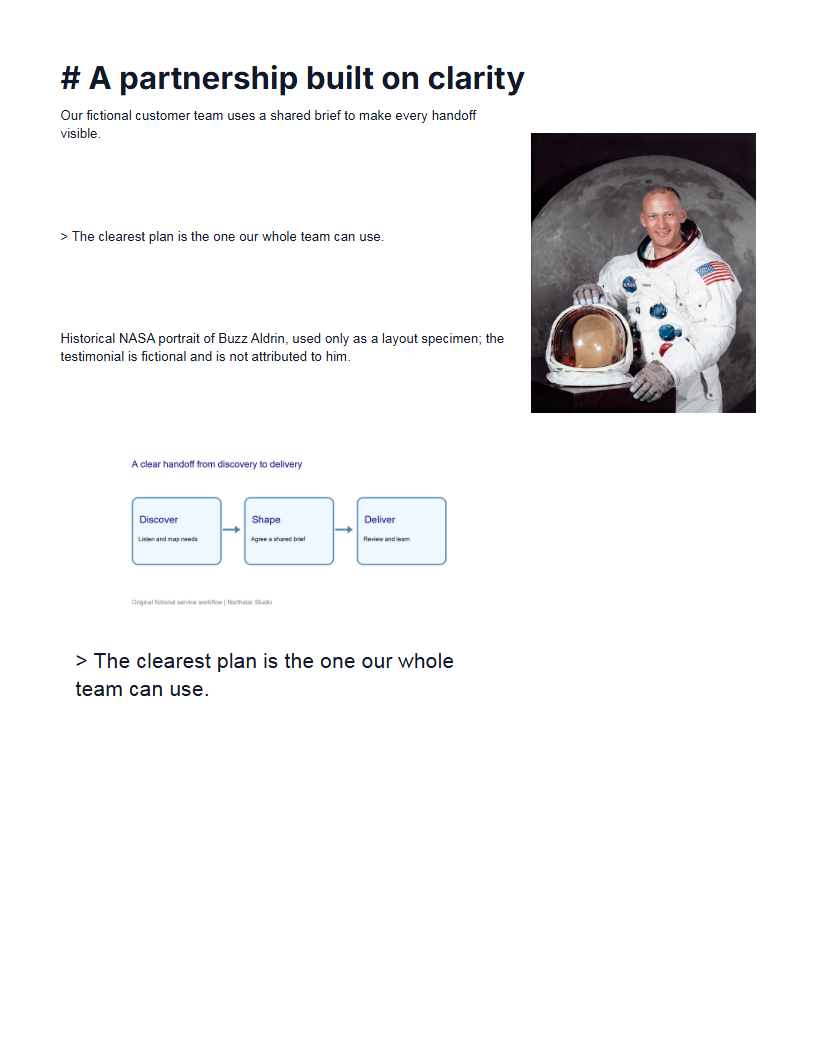 # A partnership built on clarity
Our fictional customer team uses a shared brief to make every handoff
visible.
> The clearest plan is the one our whole team can use.
Historical NASA portrait of Buzz Aldrin, used only as a layout specimen; the
testimonial is fictional and is not attributed to him.
NASA
A clear handoff from discovery to delivery
Discover
Listen and map needs
Shape
Agree a shared brief
Deliver
Review and learn
Original fictional service workflow | Northstar Studio
> The clearest plan is the one our whole
team can use.